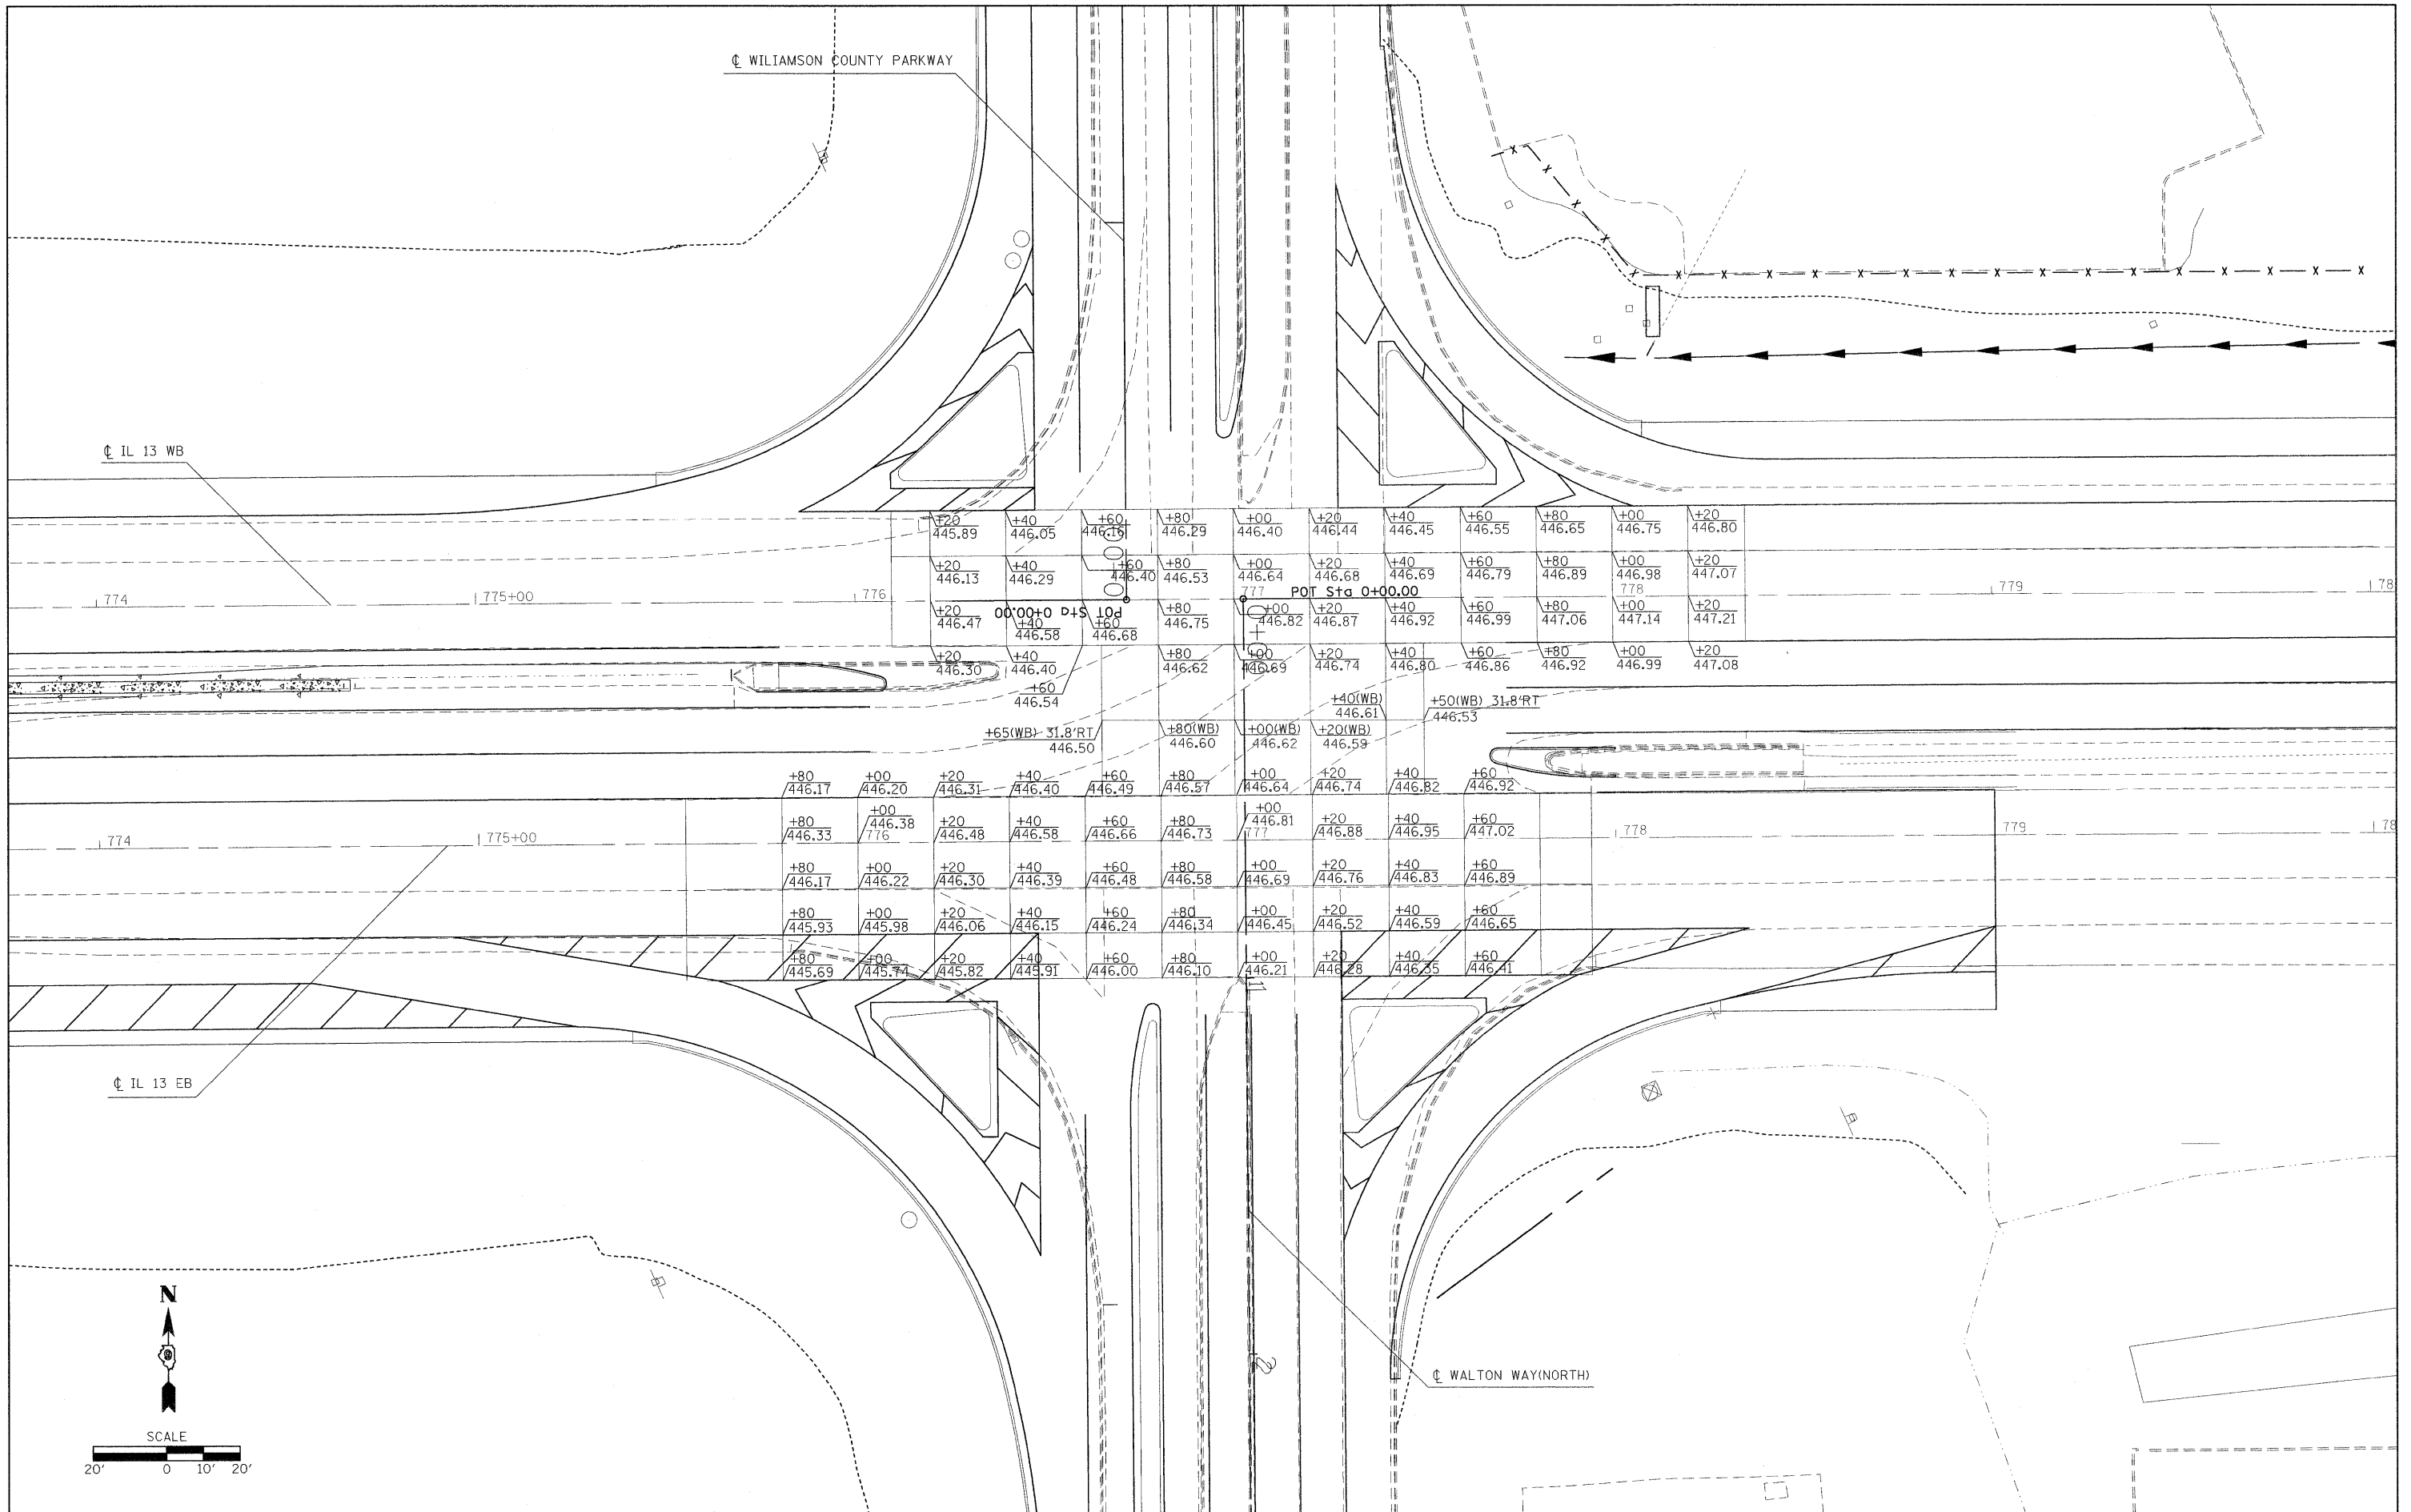 ℄ WILIAMSON COUNTY PARKWAY
℄ IL 13 WB
+20 +40 +60 +80 +00 +20 +40 +60 +80 +00 +20
445.89 446.05 446.16 446.29 446.40 446.44 446.45 446.55 446.65 446.75 446.80
+20 +40 +60 +80 +00 +20 +40 +60 +80 +00 +20
446.13 446.29 446.40 446.53 446.64 446.68 446.69 446.79 446.89 446.98 447.07
774 775+00 776 777 778 779 78
POT Sta 0+00.00
POT Sta 0+00.00
+20 +40 +60 +80 +00 +20 +40 +60 +80 +00 +20
446.47 446.58 446.68 446.75 446.82 446.87 446.92 446.99 447.06 447.14 447.21
+20 +40 +60 +80 +00 +20 +40 +60 +80 +00 +20
446.30 446.40 446.54 446.62 446.69 446.74 446.80 446.86 446.92 446.99 447.08
+65(WB) 31.8'RT +80(WB) +00(WB) +20(WB) +40(WB) +50(WB) 31.8'RT
446.50 446.60 446.62 446.59 446.61 446.53
+80 +00 +20 +40 +60 +80 +00 +20 +40 +60
446.17 446.20 446.31 446.40 446.49 446.57 446.64 446.74 446.82 446.92
+80 +00 +20 +40 +60 +80 +00 +20 +40 +60
446.33 446.38 446.48 446.58 446.66 446.73 446.81 446.88 446.95 447.02
774 775+00 776 777 778 779 78
+80 +00 +20 +40 +60 +80 +00 +20 +40 +60
446.17 446.22 446.30 446.39 446.48 446.58 446.69 446.76 446.83 446.89
+80 +00 +20 +40 +60 +80 +00 +20 +40 +60
445.93 445.98 446.06 446.15 446.24 446.34 446.45 446.52 446.59 446.65
+80 +00 +20 +40 +60 +80 +00 +20 +40 +60
445.69 445.74 445.82 445.91 446.00 446.10 446.21 446.28 446.35 446.41
1
℄ IL 13 EB
2
℄ WALTON WAY(NORTH)
N
SCALE
20' 0 10' 20'